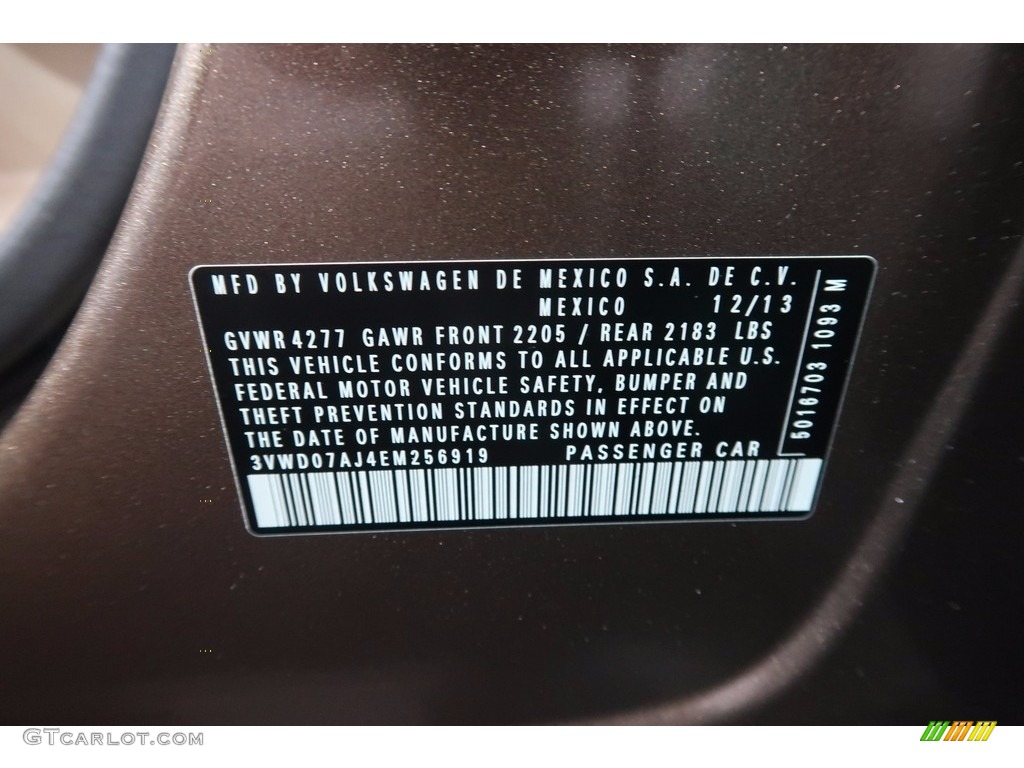 MFD BY VOLKSWAGEN DE MEXICO S.A. DE C.V.
MEXICO 12/13
GVWR 4277 GAWR FRONT 2205 / REAR 2183 LBS
THIS VEHICLE CONFORMS TO ALL APPLICABLE U.S.
FEDERAL MOTOR VEHICLE SAFETY, BUMPER AND
THEFT PREVENTION STANDARDS IN EFFECT ON
THE DATE OF MANUFACTURE SHOWN ABOVE.
3VWD07AJ4EM256919 PASSENGER CAR
5016703 1093 M
GTCarLot.com